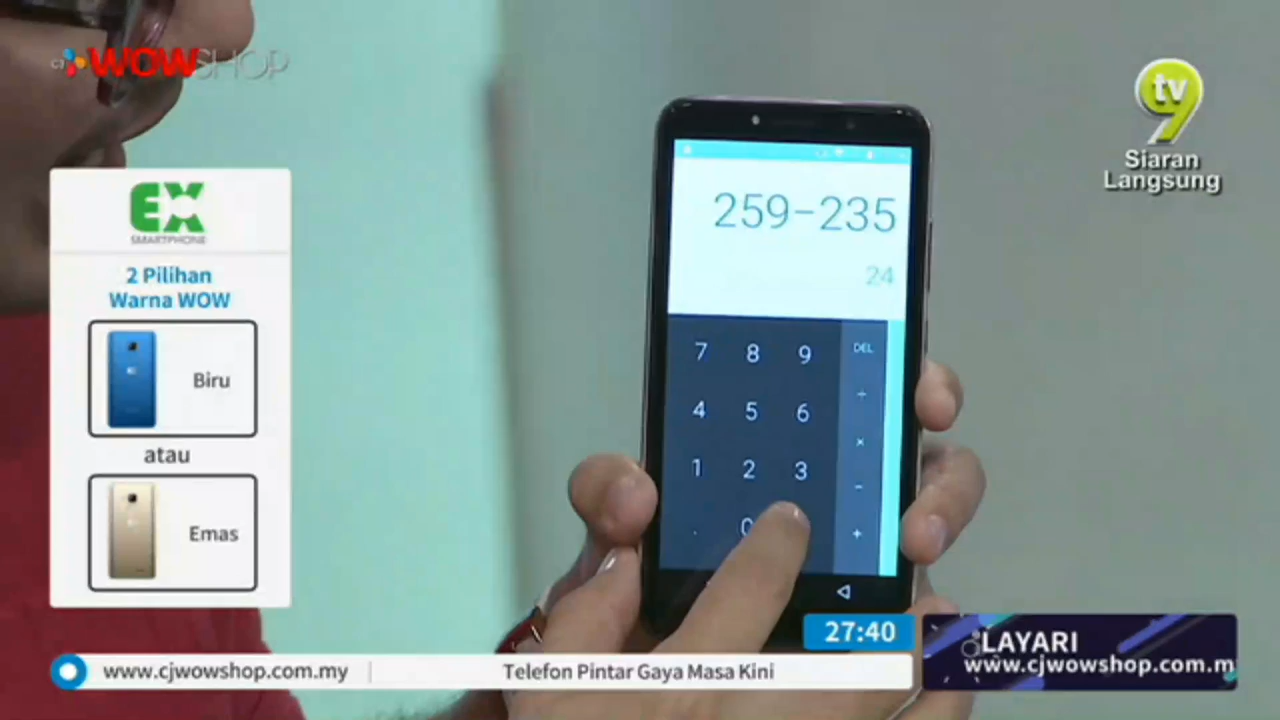 CJ WOWSHOP
tv9
Siaran
Langsung
EX
SMARTPHONE
2 Pilihan
Warna WOW
Biru
atau
Emas
259−235
24
7 8 9 DEL
÷
4 5 6
×
1 2 3
−
. 0
+
27:40
LAYARI
www.cjwowshop.com.m
www.cjwowshop.com.my
Telefon Pintar Gaya Masa Kini